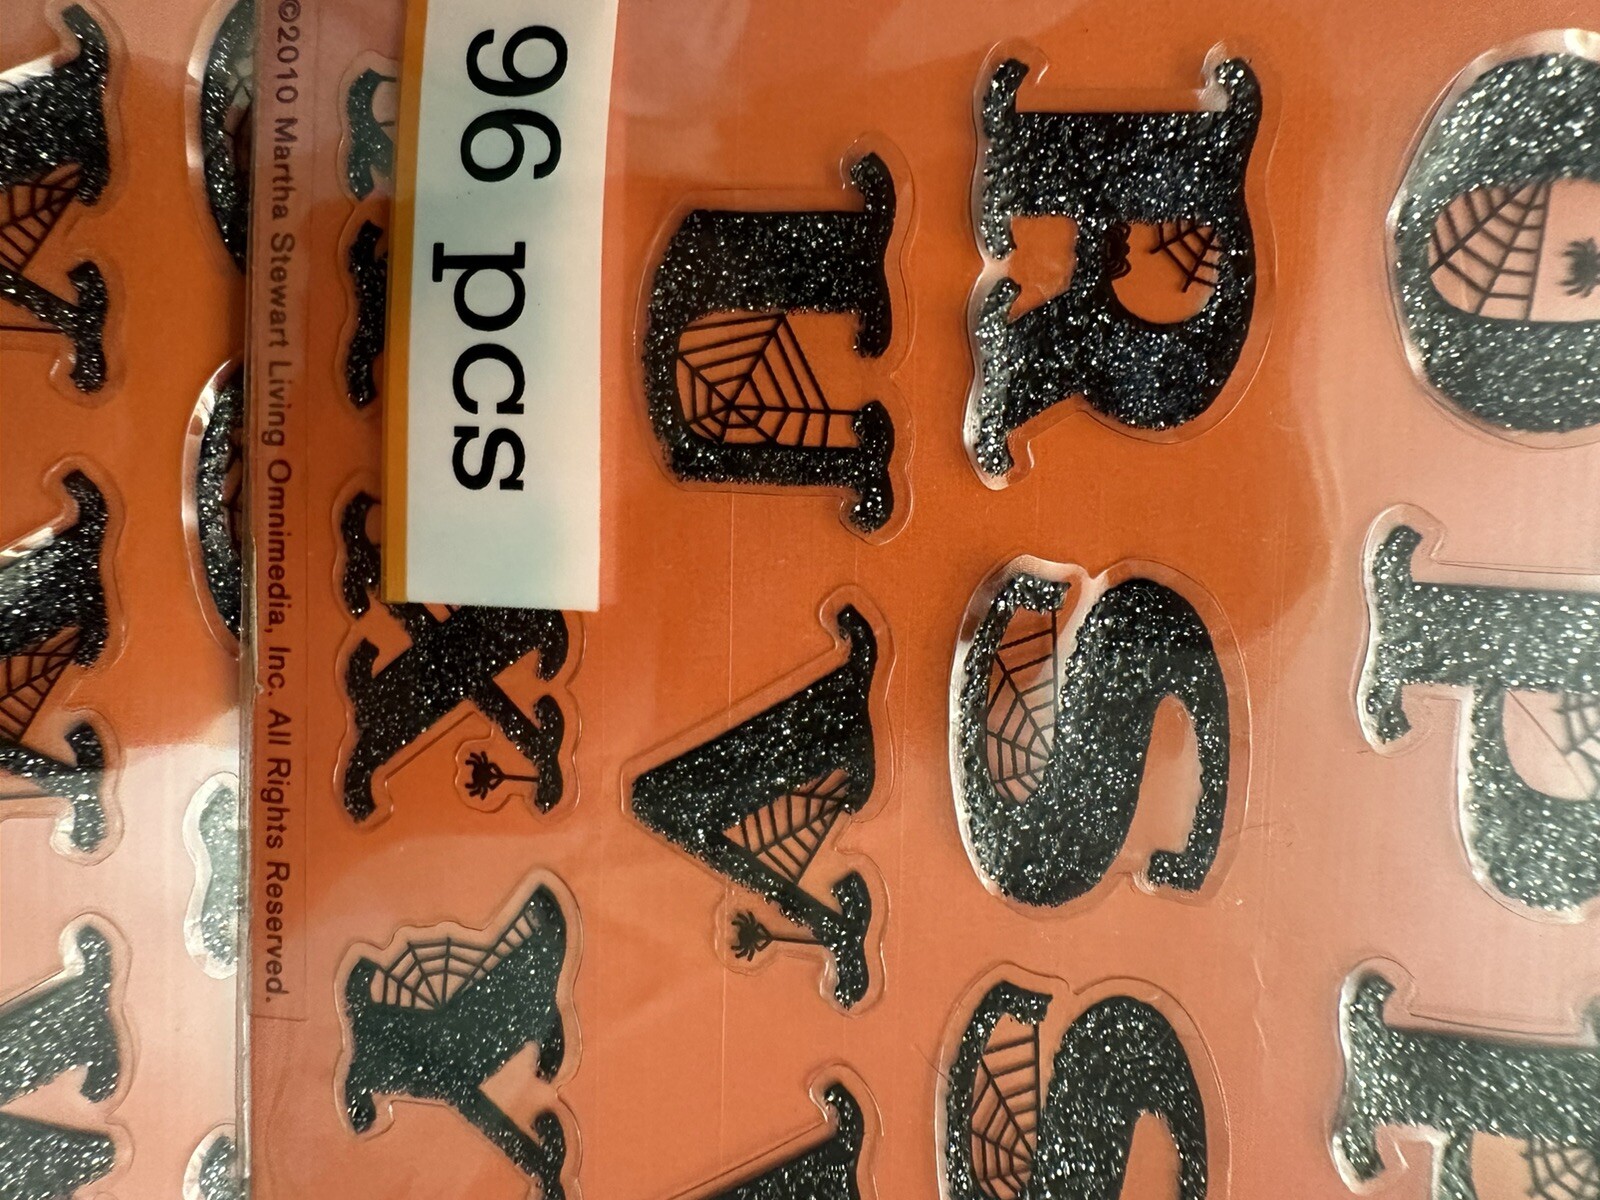 O P P
R S S
U V V
96 pcs
X Y
©2010 Martha Stewart Living Omnimedia, Inc. All Rights Reserved.